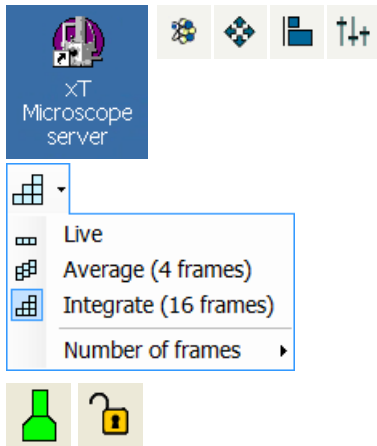 xT
Microscope
server
Live
Average (4 frames)
Integrate (16 frames)
Number of frames